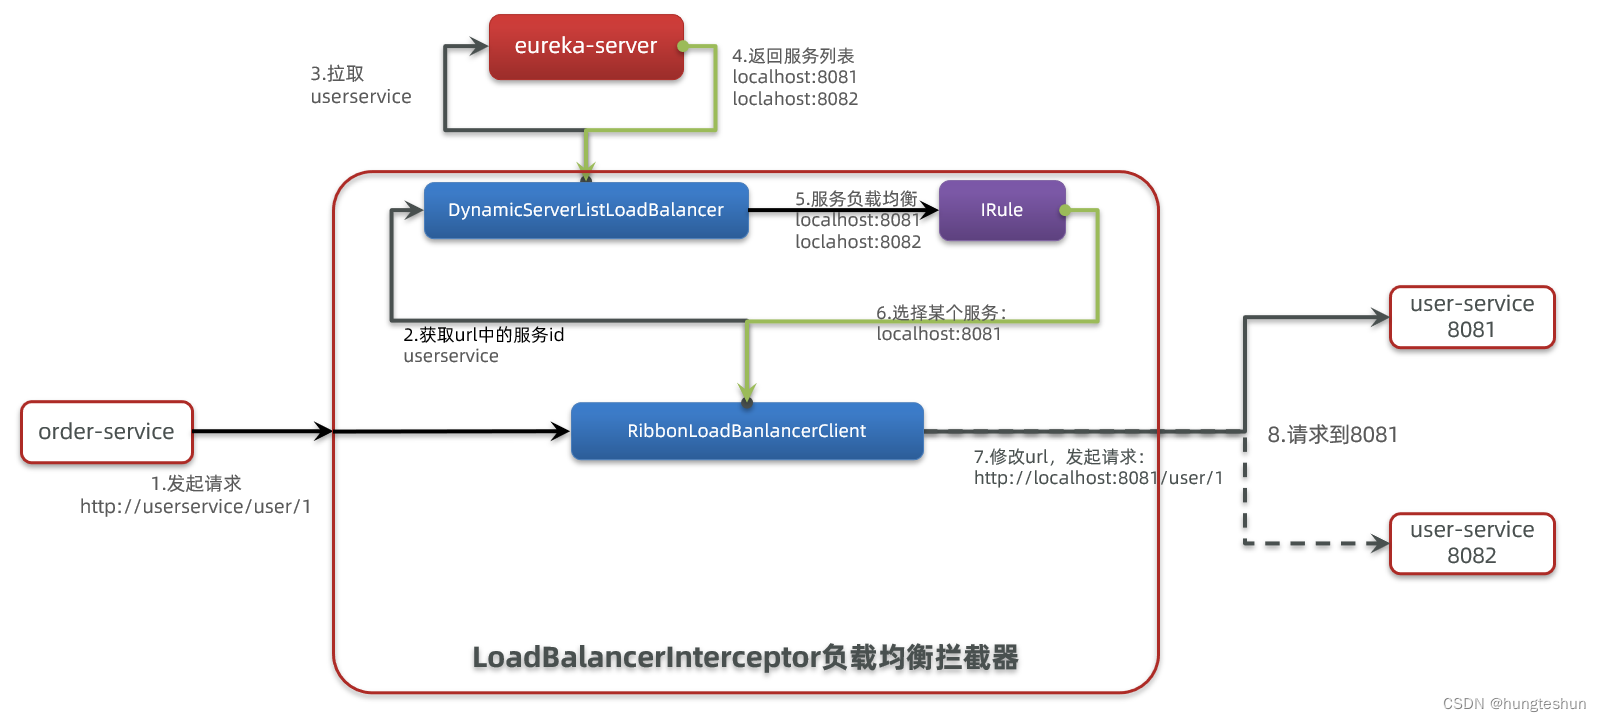 eureka-server
3.拉取
userservice
4.返回服务列表
localhost:8081
loclahost:8082
DynamicServerListLoadBalancer
5.服务负载均衡
localhost:8081
loclahost:8082
IRule
2.获取url中的服务id
userservice
6.选择某个服务：
localhost:8081
user-service
8081
order-service
1.发起请求
http://userservice/user/1
RibbonLoadBanlancerClient
7.修改url，发起请求：
http://localhost:8081/user/1
8.请求到8081
user-service
8082
LoadBalancerInterceptor负载均衡拦截器
CSDN @hungteshun